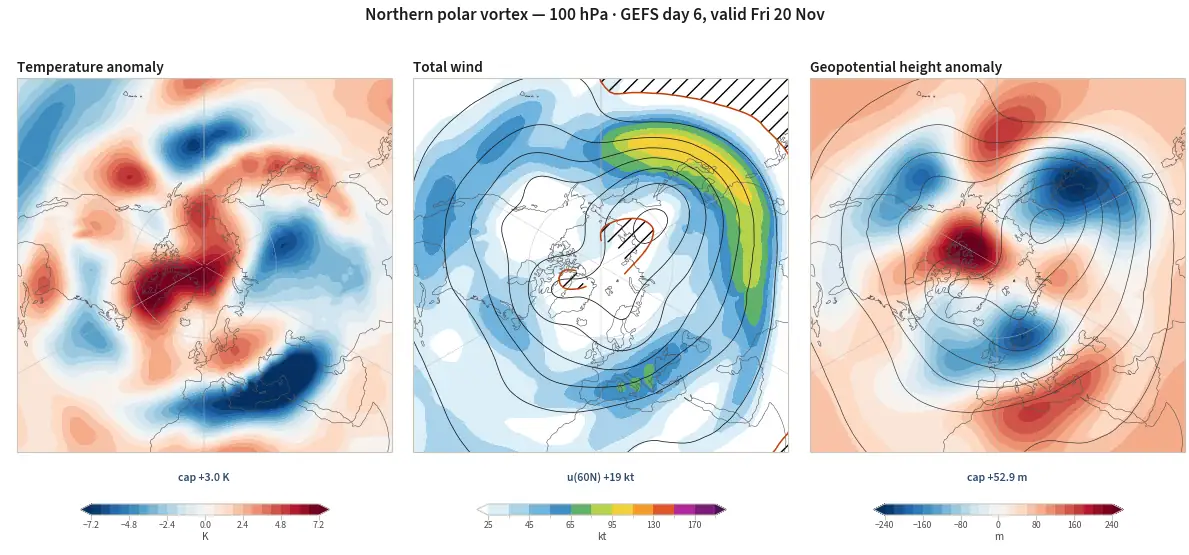 Northern polar vortex — 100 hPa · GEFS day 6, valid Fri 20 Nov
Temperature anomaly
Total wind
Geopotential height anomaly
cap +3.0 K
u(60N) +19 kt
cap +52.9 m
−7.2 −4.8 −2.4 0.0 2.4 4.8 7.2
K
25 45 65 95 130 170
kt
−240 −160 −80 0 80 160 240
m